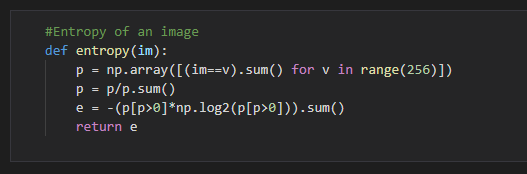 #Entropy of an image
def entropy(im):
    p = np.array([(im==v).sum() for v in range(256)])
    p = p/p.sum()
    e = -(p[p>0]*np.log2(p[p>0])).sum()
    return e